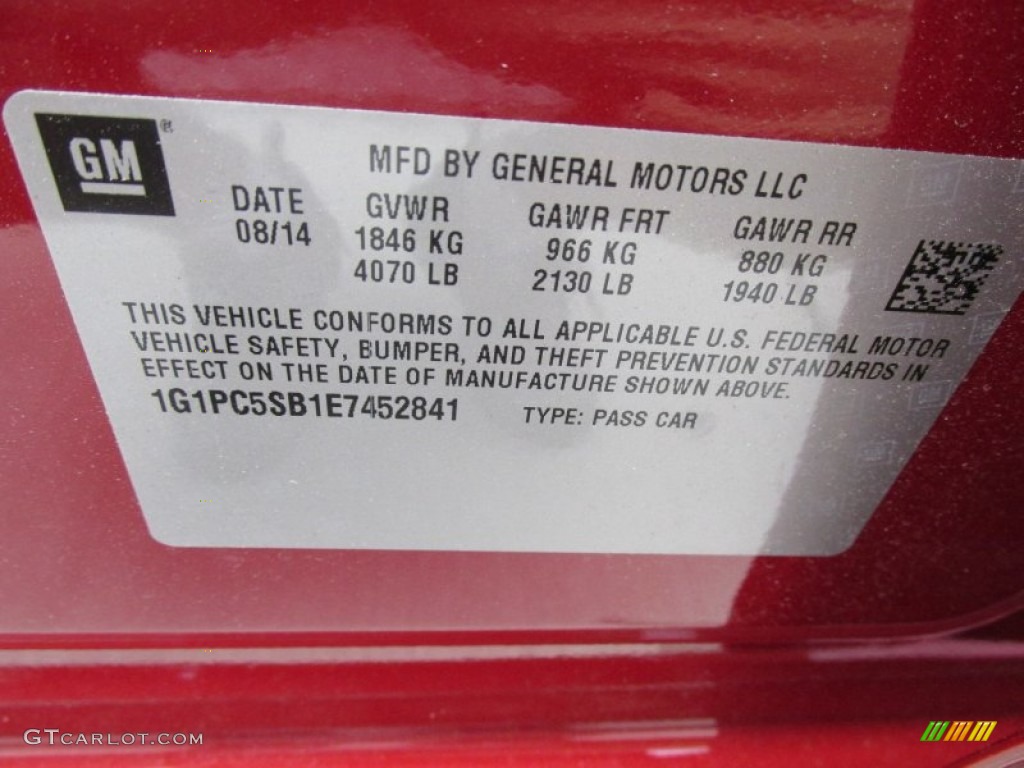 GM ®
MFD BY GENERAL MOTORS LLC
DATE GVWR GAWR FRT GAWR RR
08/14 1846 KG 966 KG 880 KG
4070 LB 2130 LB 1940 LB
THIS VEHICLE CONFORMS TO ALL APPLICABLE U.S. FEDERAL MOTOR
VEHICLE SAFETY, BUMPER, AND THEFT PREVENTION STANDARDS IN
EFFECT ON THE DATE OF MANUFACTURE SHOWN ABOVE.
1G1PC5SB1E7452841 TYPE: PASS CAR
GTCARLOT.COM